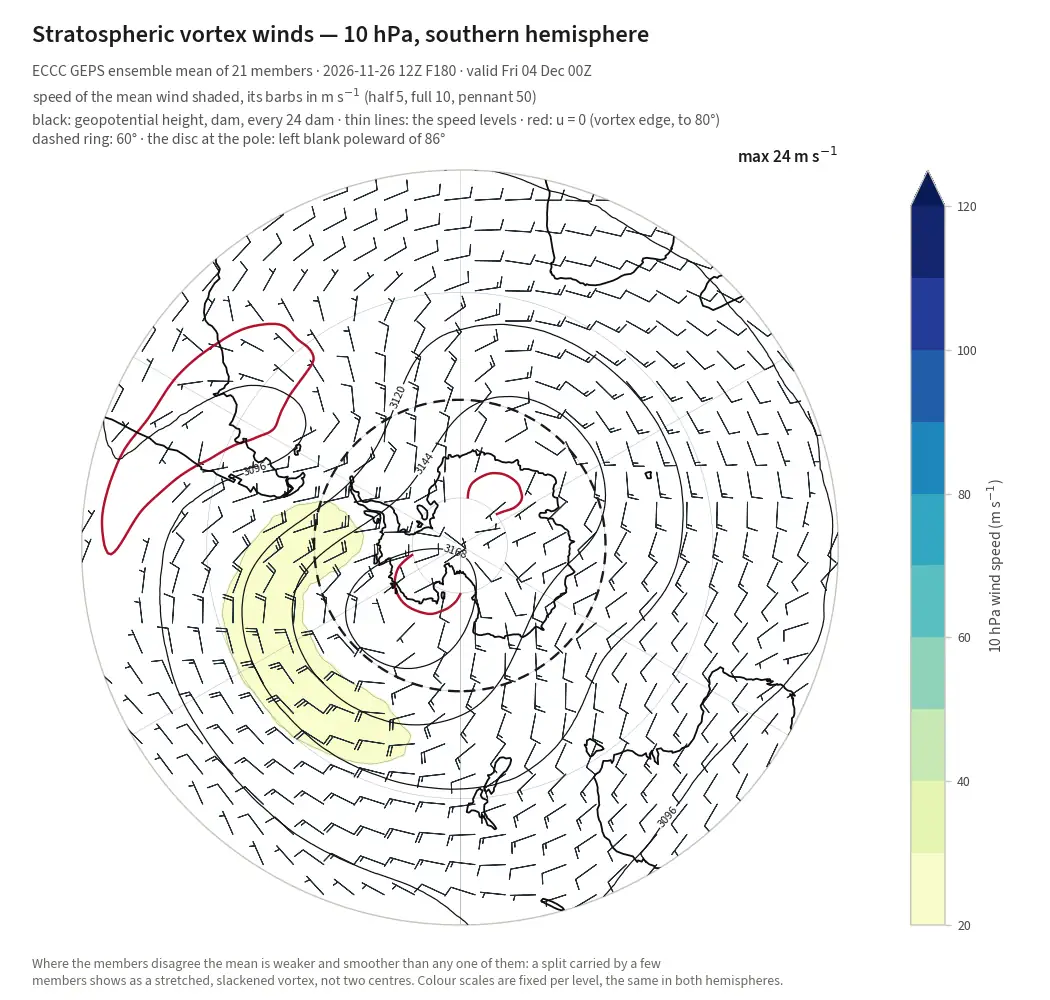 Stratospheric vortex winds — 10 hPa, southern hemisphere
ECCC GEPS ensemble mean of 21 members · 2026-11-26 12Z F180 · valid Fri 04 Dec 00Z
speed of the mean wind shaded, its barbs in m s⁻¹ (half 5, full 10, pennant 50)
black: geopotential height, dam, every 24 dam · thin lines: the speed levels · red: u = 0 (vortex edge, to 80°)
dashed ring: 60° · the disc at the pole: left blank poleward of 86°
max 24 m s⁻¹
120
100
80
60
40
20
10 hPa wind speed (m s⁻¹)
3120
3144
3096
3168
3096
Where the members disagree the mean is weaker and smoother than any one of them: a split carried by a few
members shows as a stretched, slackened vortex, not two centres. Colour scales are fixed per level, the same in both hemispheres.